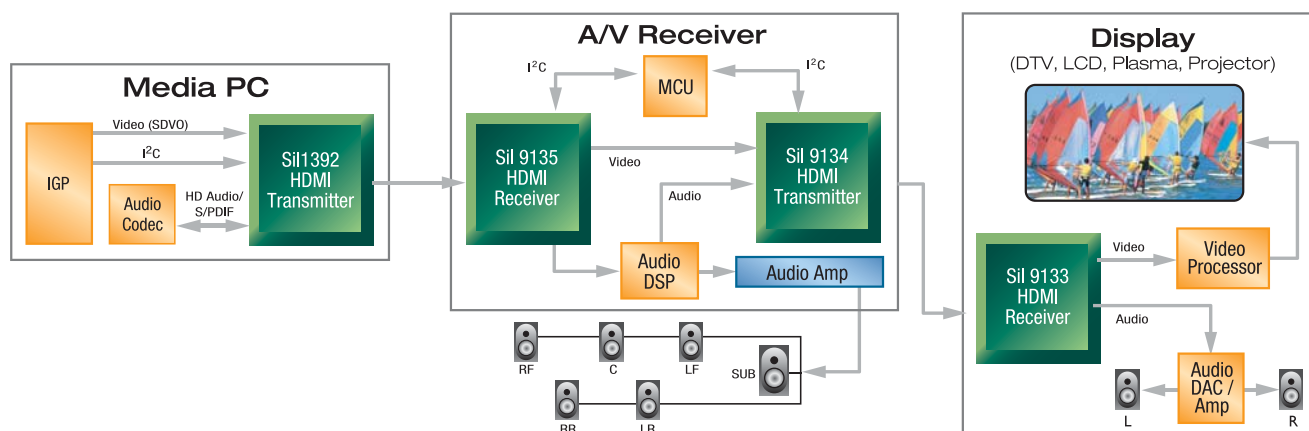 Media PC
IGP
Video (SDVO)
I²C
Audio
Codec
HD Audio/
S/PDIF
SiI1392
HDMI
Transmitter
A/V Receiver
I²C
MCU
I²C
SiI 9135
HDMI
Receiver
Video
Audio
SiI 9134
HDMI
Transmitter
Audio
DSP
Audio Amp
RF
C
LF
SUB
RR
LR
Display
(DTV, LCD, Plasma, Projector)
SiI 9133
HDMI
Receiver
Video
Video
Processor
Audio
Audio
DAC /
Amp
L
R